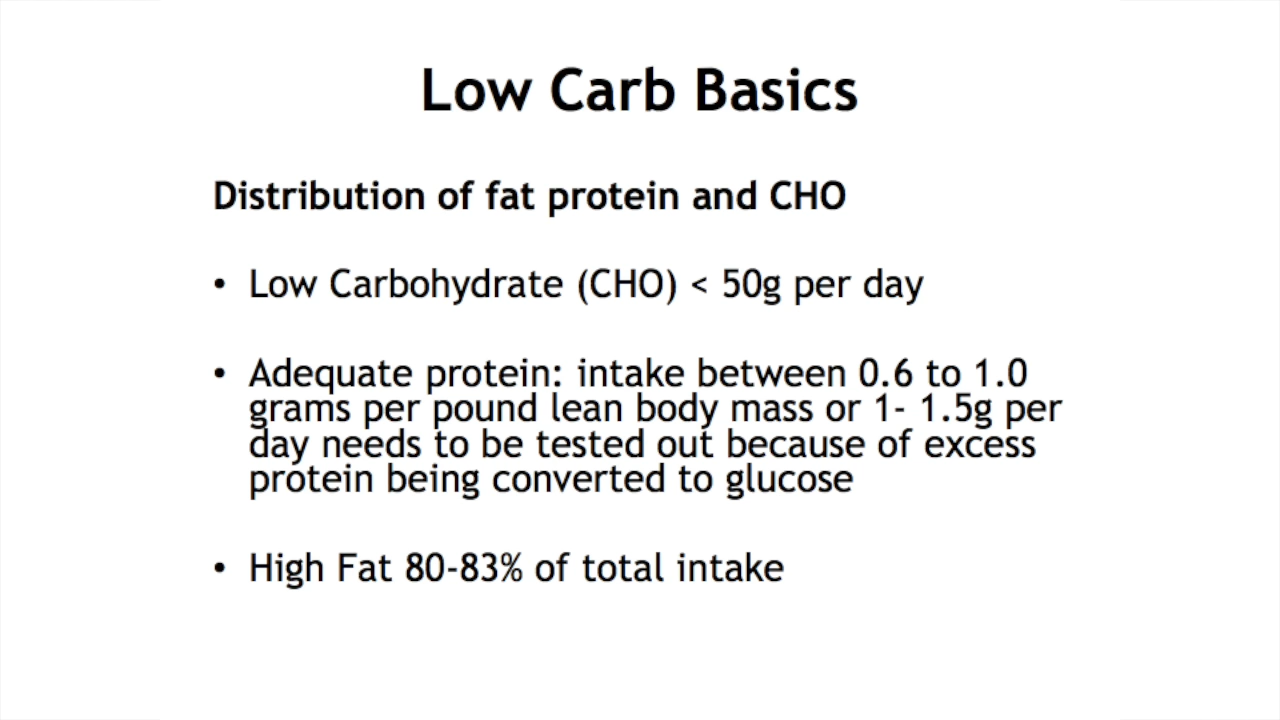 Low Carb Basics
Distribution of fat protein and CHO
• Low Carbohydrate (CHO) < 50g per day
• Adequate protein: intake between 0.6 to 1.0
grams per pound lean body mass or 1- 1.5g per
day needs to be tested out because of excess
protein being converted to glucose
• High Fat 80-83% of total intake